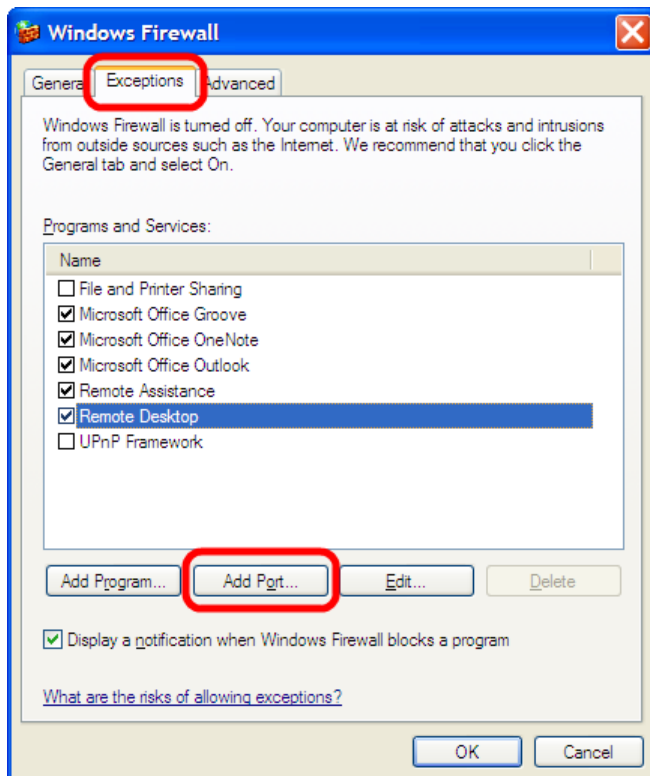 Windows Firewall
General Exceptions Advanced
Windows Firewall is turned off. Your computer is at risk of attacks and intrusions
from outside sources such as the Internet. We recommend that you click the
General tab and select On.
Programs and Services:
Name
File and Printer Sharing
Microsoft Office Groove
Microsoft Office OneNote
Microsoft Office Outlook
Remote Assistance
Remote Desktop
UPnP Framework
Add Program... Add Port... Edit... Delete
Display a notification when Windows Firewall blocks a program
What are the risks of allowing exceptions?
OK Cancel